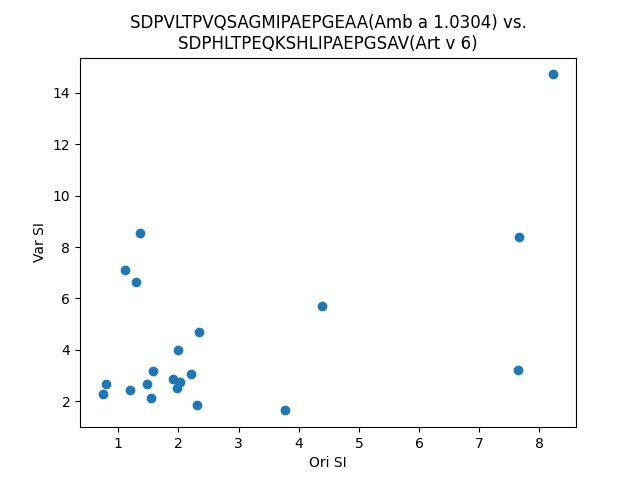 SDPVLTPVQSAGMIPAEPGEAA(Amb a 1.0304) vs.
SDPHLTPEQKSHLIPAEPGSAV(Art v 6)
14
12
10
8
6
4
2
Var SI
1 2 3 4 5 6 7 8
Ori SI